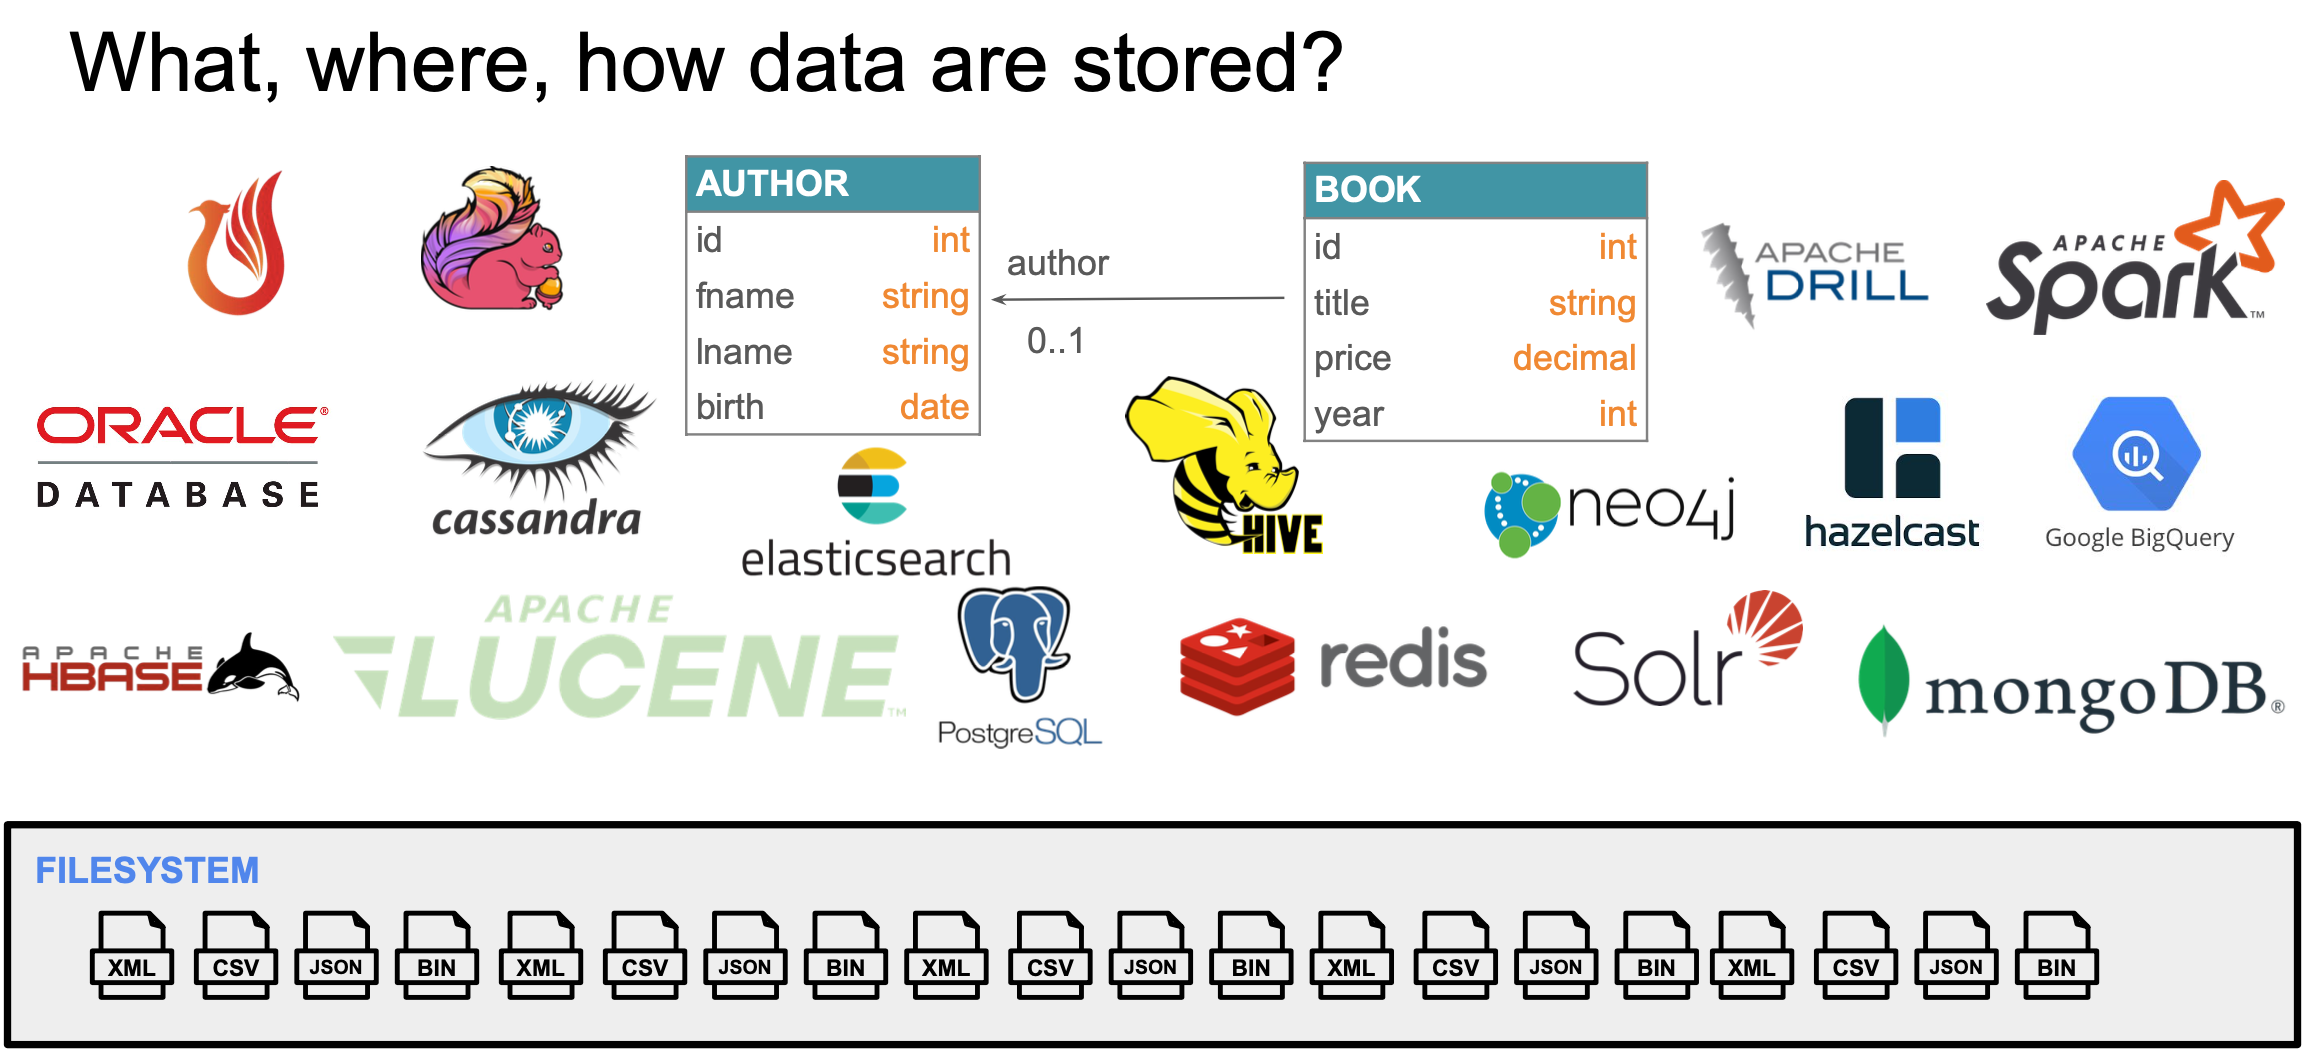 What, where, how data are stored?
AUTHOR
id int
fname string
lname string
birth date
author
0..1
BOOK
id int
title string
price decimal
year int
APACHE
DRILL
APACHE
Spark™
ORACLE®
DATABASE
cassandra
elasticsearch
HIVE
neo4j
hazelcast
Google BigQuery
APACHE
HBASE
APACHE
LUCENE™
PostgreSQL
redis
Solr
mongoDB®
FILESYSTEM
XML CSV JSON BIN XML CSV JSON BIN XML CSV JSON BIN XML CSV JSON BIN XML CSV JSON BIN